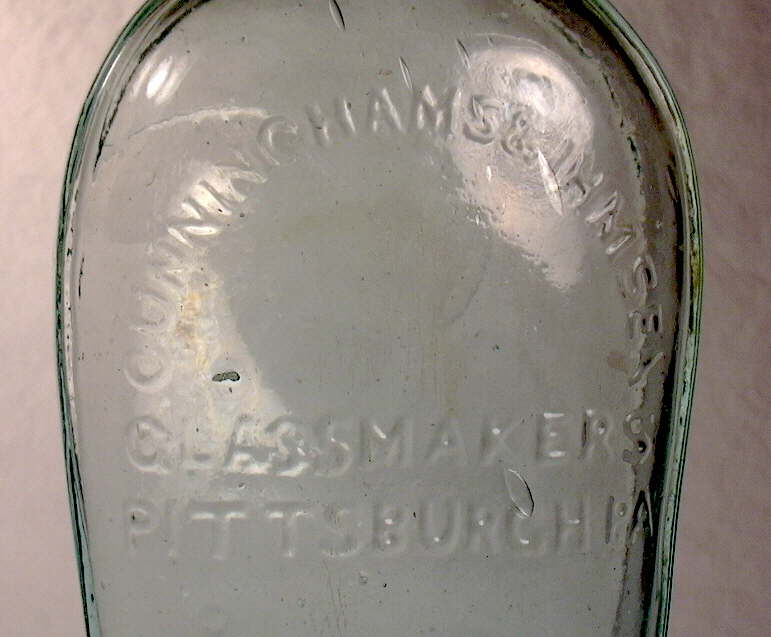 CUNNINGHAMS & IHMSEN
GLASSMAKERS
PITTSBURGH PA